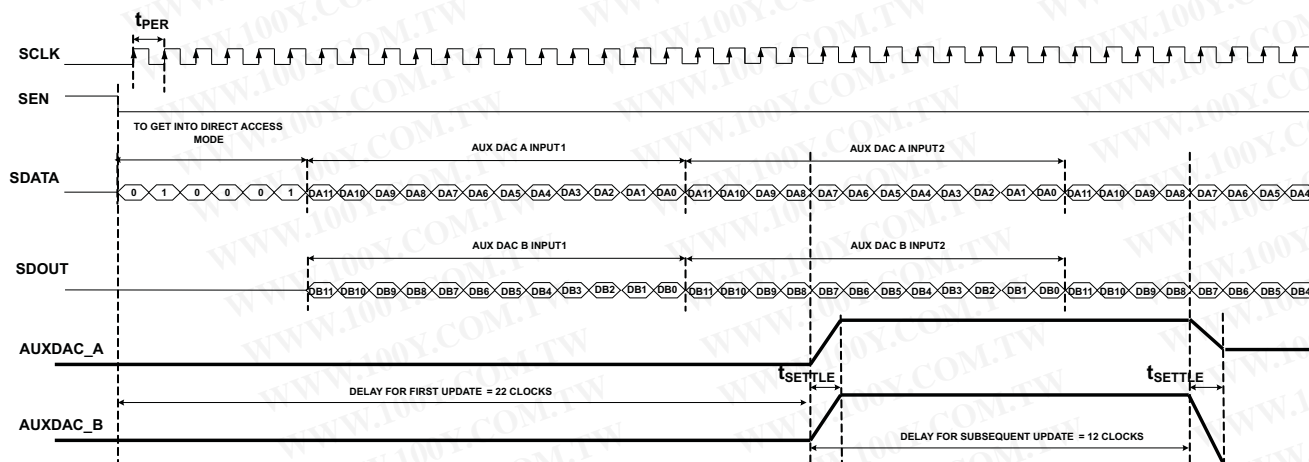 tPER
SCLK
SEN
TO GET INTO DIRECT ACCESS
MODE
AUX DAC A INPUT1
AUX DAC A INPUT2
SDATA
0 1 0 0 0 1 DA11 DA10 DA9 DA8 DA7 DA6 DA5 DA4 DA3 DA2 DA1 DA0 DA11 DA10 DA9 DA8 DA7 DA6 DA5 DA4 DA3 DA2 DA1 DA0 DA11 DA10 DA9 DA8 DA7 DA6 DA5 DA4
AUX DAC B INPUT1
AUX DAC B INPUT2
SDOUT
DB11 DB10 DB9 DB8 DB7 DB6 DB5 DB4 DB3 DB2 DB1 DB0 DB11 DB10 DB9 DB8 DB7 DB6 DB5 DB4 DB3 DB2 DB1 DB0 DB11 DB10 DB9 DB8 DB7 DB6 DB5 DB4
AUXDAC_A
tSETTLE
tSETTLE
DELAY FOR FIRST UPDATE = 22 CLOCKS
AUXDAC_B
DELAY FOR SUBSEQUENT UPDATE = 12 CLOCKS
WWW.100Y.COM.TW